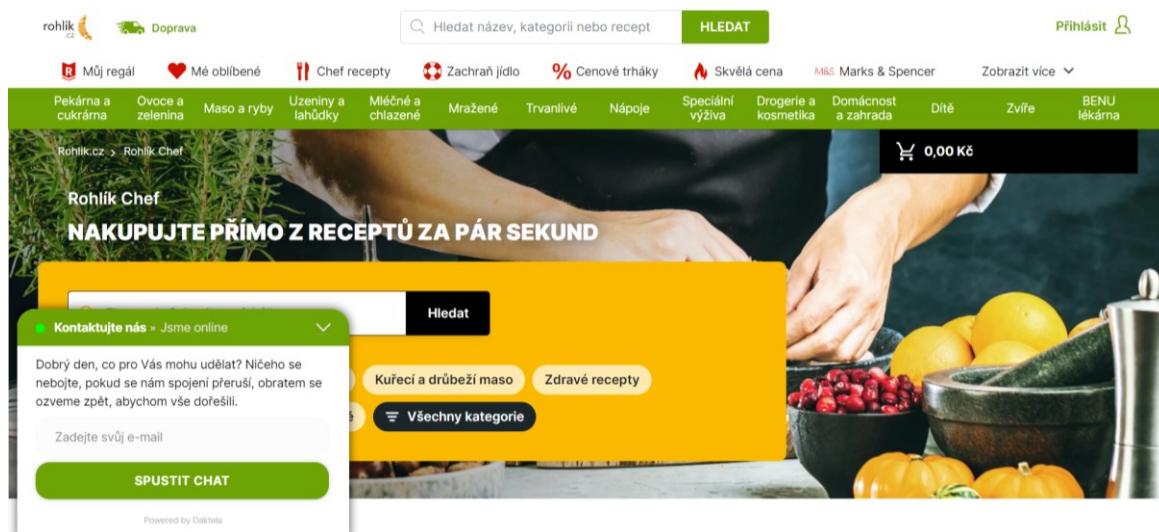 rohlik
.cz
Doprava
Hledat název, kategorii nebo recept
HLEDAT
Přihlásit
Můj regál
Mé oblíbené
Chef recepty
Zachraň jídlo
% Cenové trháky
Skvělá cena
M&S Marks & Spencer
Zobrazit více
Pekárna a
cukrárna
Ovoce a
zelenina
Maso a ryby
Uzeniny a
lahůdky
Mléčné a
chlazené
Mražené
Trvanlivé
Nápoje
Speciální
výživa
Drogerie a
kosmetika
Domácnost
a zahrada
Dítě
Zvíře
BENU
lékárna
Rohlik.cz > Rohlík Chef
0,00 Kč
Rohlík Chef
NAKUPUJTE PŘÍMO Z RECEPTŮ ZA PÁR SEKUND
Hledat
Kuřecí a drůbeží maso
Zdravé recepty
Všechny kategorie
Kontaktujte nás » Jsme online
Dobrý den, co pro Vás mohu udělat? Ničeho se
nebojte, pokud se nám spojení přeruší, obratem se
ozveme zpět, abychom vše dořešili.
Zadejte svůj e-mail
SPUSTIT CHAT
Powered by Daktela